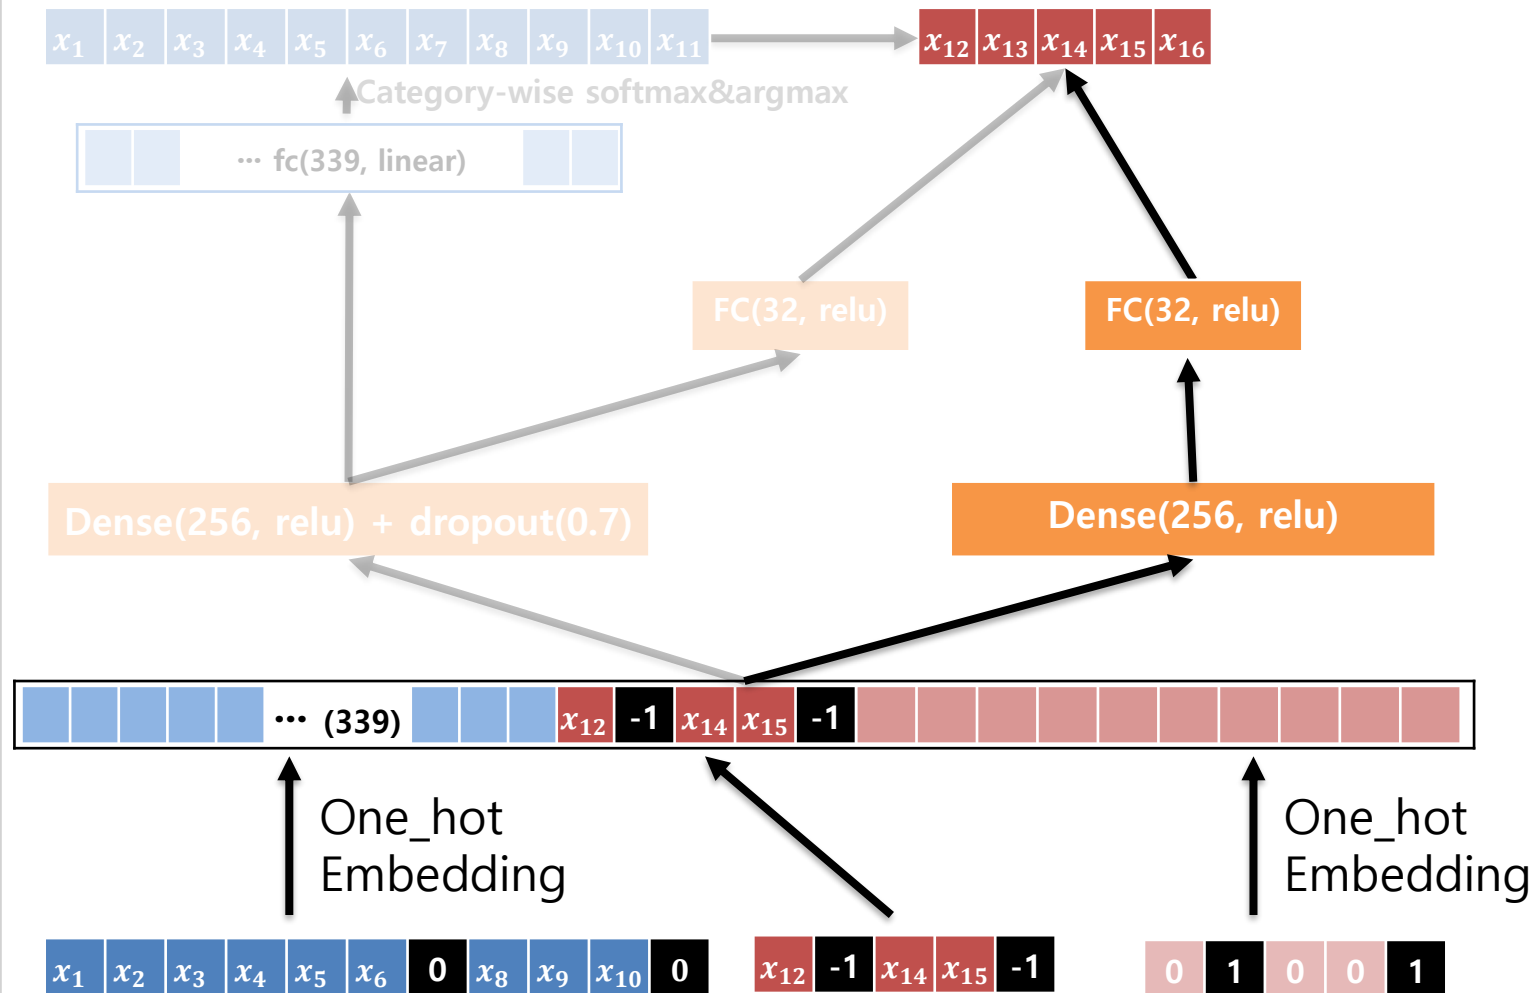 x₁ x₂ x₃ x₄ x₅ x₆ x₇ x₈ x₉ x₁₀ x₁₁ x₁₂ x₁₃ x₁₄ x₁₅ x₁₆
Category-wise softmax&argmax
··· fc(339, linear)
FC(32, relu) FC(32, relu)
Dense(256, relu) + dropout(0.7) Dense(256, relu)
··· (339) x₁₂ -1 x₁₄ x₁₅ -1
One_hot
Embedding
One_hot
Embedding
x₁ x₂ x₃ x₄ x₅ x₆ 0 x₈ x₉ x₁₀ 0 x₁₂ -1 x₁₄ x₁₅ -1 0 1 0 0 1